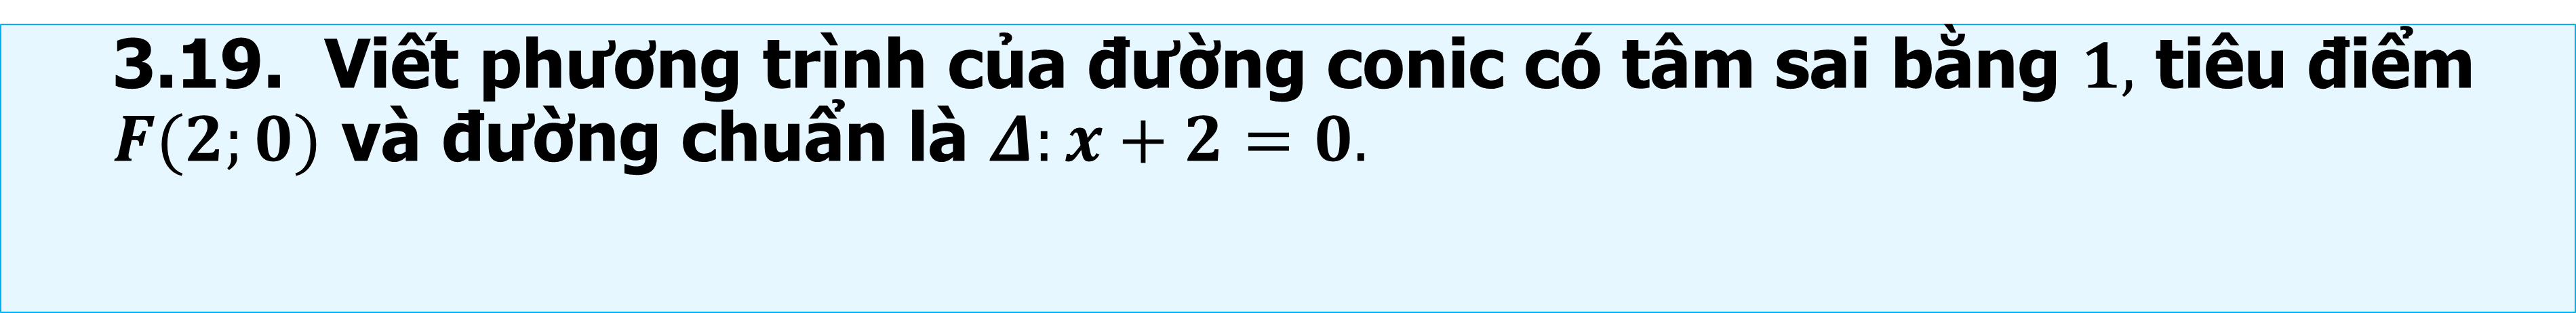 3.19. Viết phương trình của đường conic có tâm sai bằng 1, tiêu điểm
F(2; 0) và đường chuẩn là Δ: x + 2 = 0.